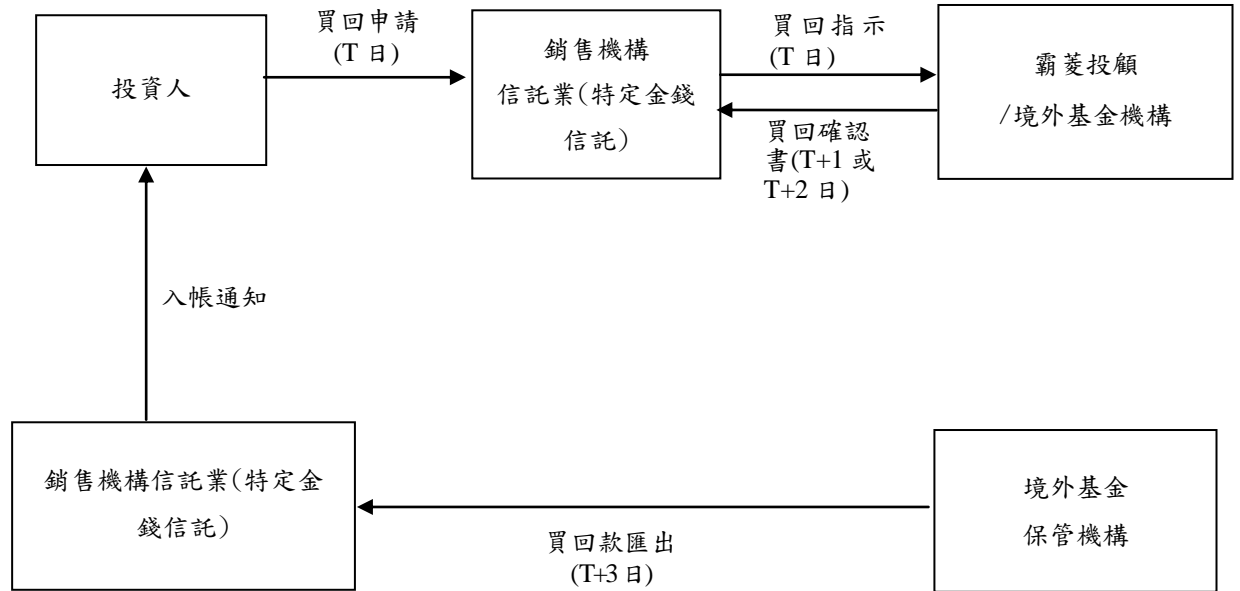 投資人
買回申請
(T 日)
銷售機構
信託業(特定金錢
信託)
買回指示
(T 日)
買回確認
書(T+1 或
T+2 日)
霸菱投顧
/境外基金機構
入帳通知
銷售機構信託業(特定金
錢信託)
買回款匯出
(T+3 日)
境外基金
保管機構